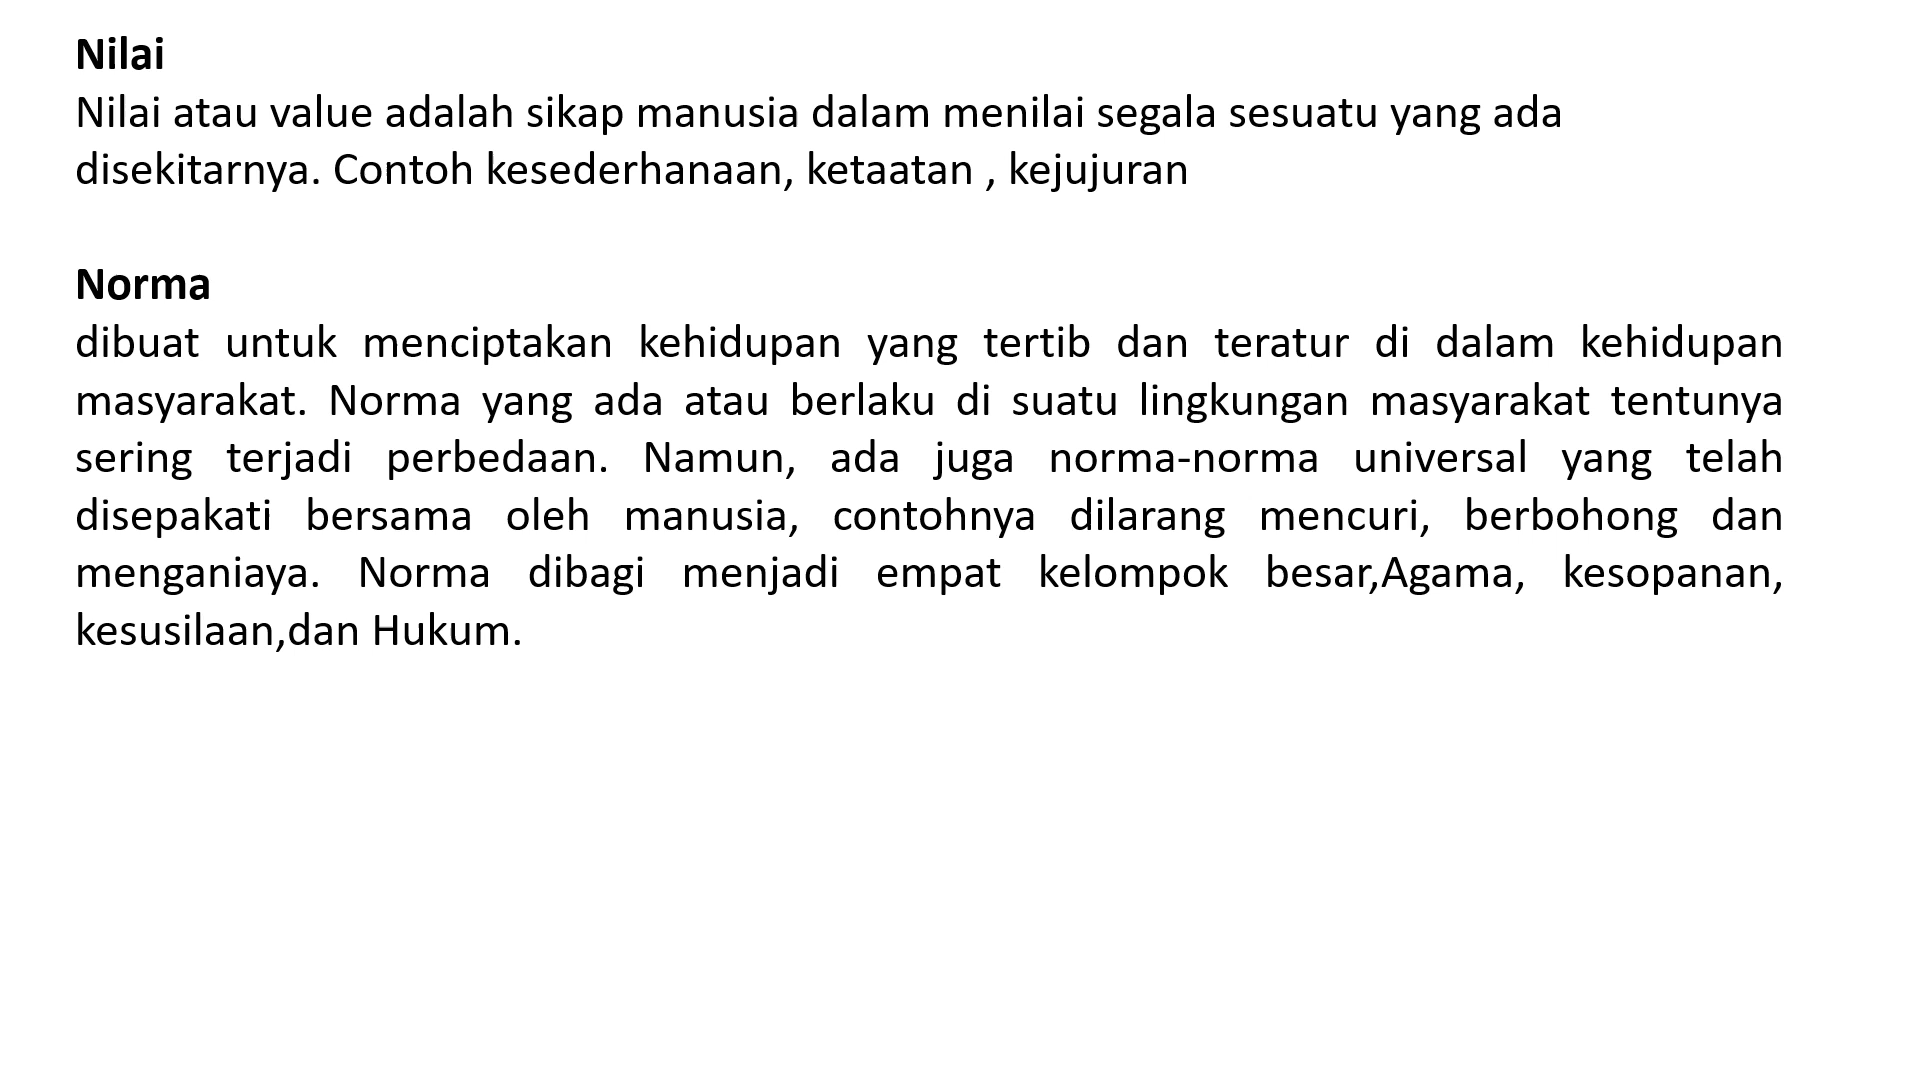 Nilai
Nilai atau value adalah sikap manusia dalam menilai segala sesuatu yang ada
disekitarnya. Contoh kesederhanaan, ketaatan , kejujuran
Norma
dibuat untuk menciptakan kehidupan yang tertib dan teratur di dalam kehidupan
masyarakat. Norma yang ada atau berlaku di suatu lingkungan masyarakat tentunya
sering terjadi perbedaan. Namun, ada juga norma-norma universal yang telah
disepakati bersama oleh manusia, contohnya dilarang mencuri, berbohong dan
menganiaya. Norma dibagi menjadi empat kelompok besar,Agama, kesopanan,
kesusilaan,dan Hukum.